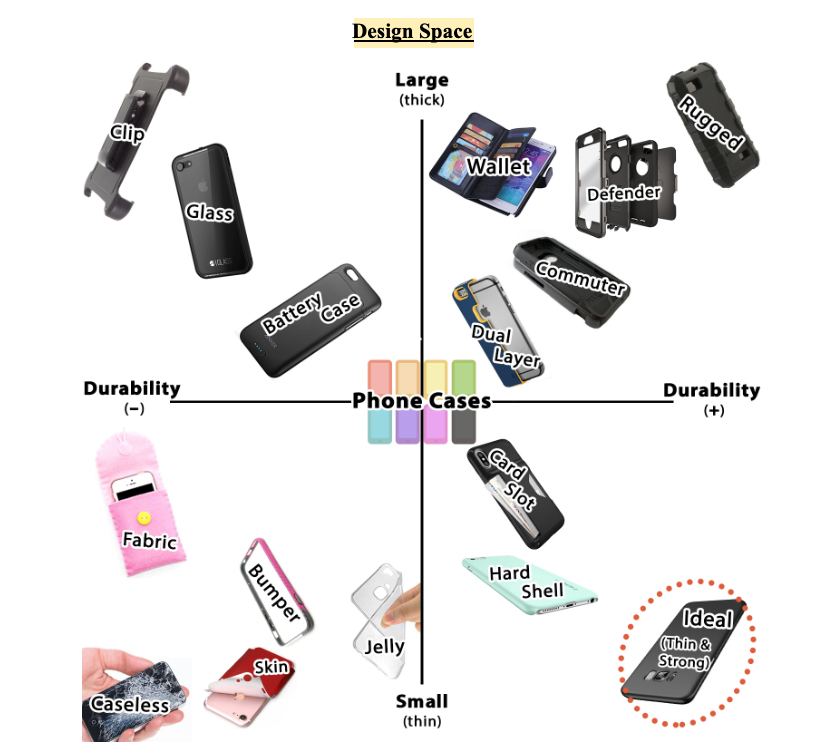 Design Space
Large
(thick)
Clip
Glass
Battery
Case
Wallet
Defender
Rugged
Commuter
Dual
Layer
Durability
(–)
Phone Cases
Durability
(+)
Fabric
Bumper
Jelly
Skin
Caseless
Card
Slot
Hard
Shell
Ideal
(Thin &
Strong)
Small
(thin)